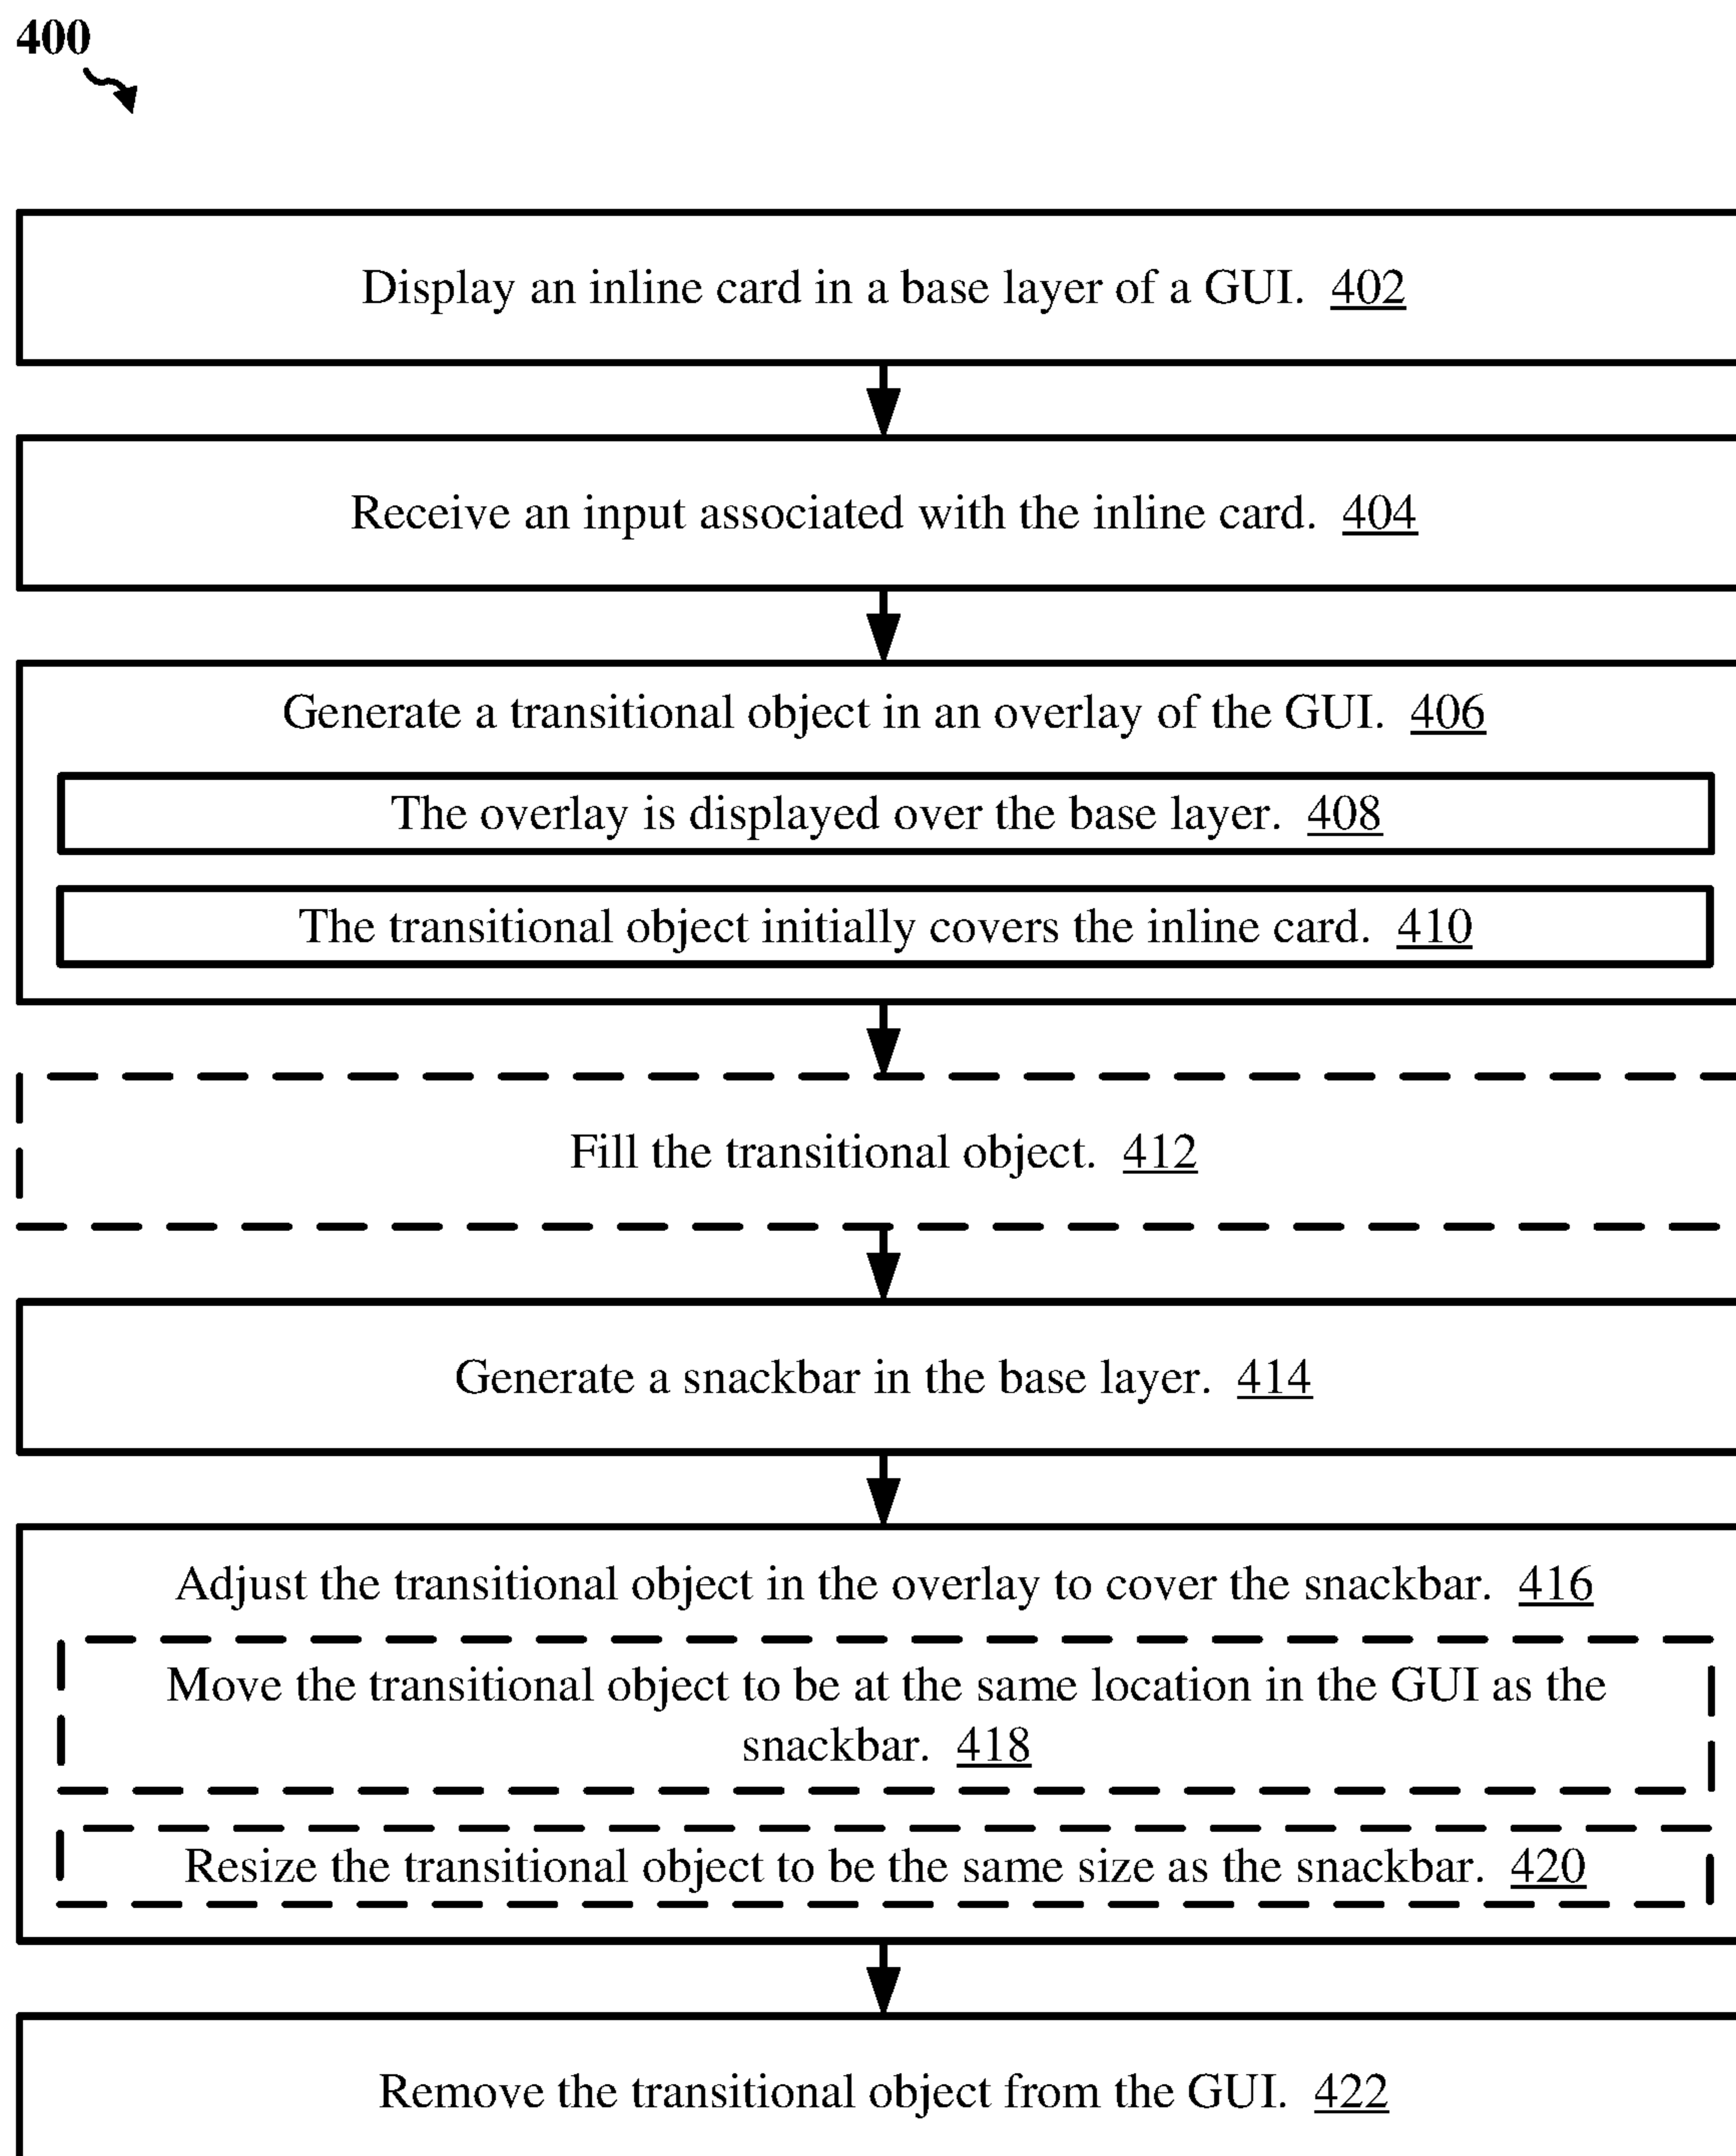 400
Display an inline card in a base layer of a GUI. 402
Receive an input associated with the inline card. 404
Generate a transitional object in an overlay of the GUI. 406
The overlay is displayed over the base layer. 408
The transitional object initially covers the inline card. 410
Fill the transitional object. 412
Generate a snackbar in the base layer. 414
Adjust the transitional object in the overlay to cover the snackbar. 416
Move the transitional object to be at the same location in the GUI as the
snackbar. 418
Resize the transitional object to be the same size as the snackbar. 420
Remove the transitional object from the GUI. 422